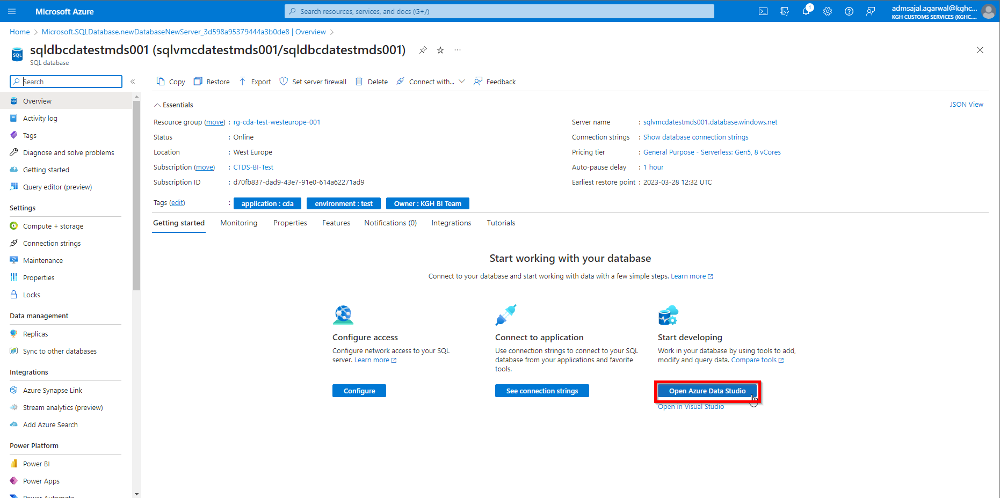 Microsoft Azure
Search resources, services, and docs (G+/)
1
admsajal.agarwal@kghc...
KGH CUSTOMS SERVICES (KGHC....
Home > Microsoft.SQLDatabase.newDatabaseNewServer_3d598a95379444a3b0de8 | Overview >
SQL
sqldbcdatestmds001 (sqlvmcdatestmds001/sqldbcdatestmds001)
SQL database
Search
Copy Restore Export Set server firewall Delete Connect with... Feedback
Overview
Activity log
Tags
Diagnose and solve problems
Getting started
Query editor (preview)
Settings
Compute + storage
Connection strings
Maintenance
Properties
Locks
Data management
Replicas
Sync to other databases
Integrations
Azure Synapse Link
Stream analytics (preview)
Add Azure Search
Power Platform
Power BI
Power Apps
Power Automate
Essentials
JSON View
Resource group (move) : rg-cda-test-westeurope-001
Status : Online
Location : West Europe
Subscription (move) : CTDS-BI-Test
Subscription ID : d70fb837-dad9-43e7-91e0-614a62271ad9
Server name : sqlvmcdatestmds001.database.windows.net
Connection strings : Show database connection strings
Pricing tier : General Purpose - Serverless: Gen5, 8 vCores
Auto-pause delay : 1 hour
Earliest restore point : 2023-03-28 12:32 UTC
Tags (edit) : application : cda environment : test Owner : KGH BI Team
Getting started Monitoring Properties Features Notifications (0) Integrations Tutorials
Start working with your database
Connect to your database and start working with data with a few simple steps. Learn more
Configure access
Configure network access to your SQL
server. Learn more
Configure
Connect to application
Use connection strings to connect to your SQL
database from your applications and favorite
tools.
See connection strings
Start developing
Work in your database by using tools to add,
modify and query data. Compare tools
Open Azure Data Studio
Open in Visual Studio